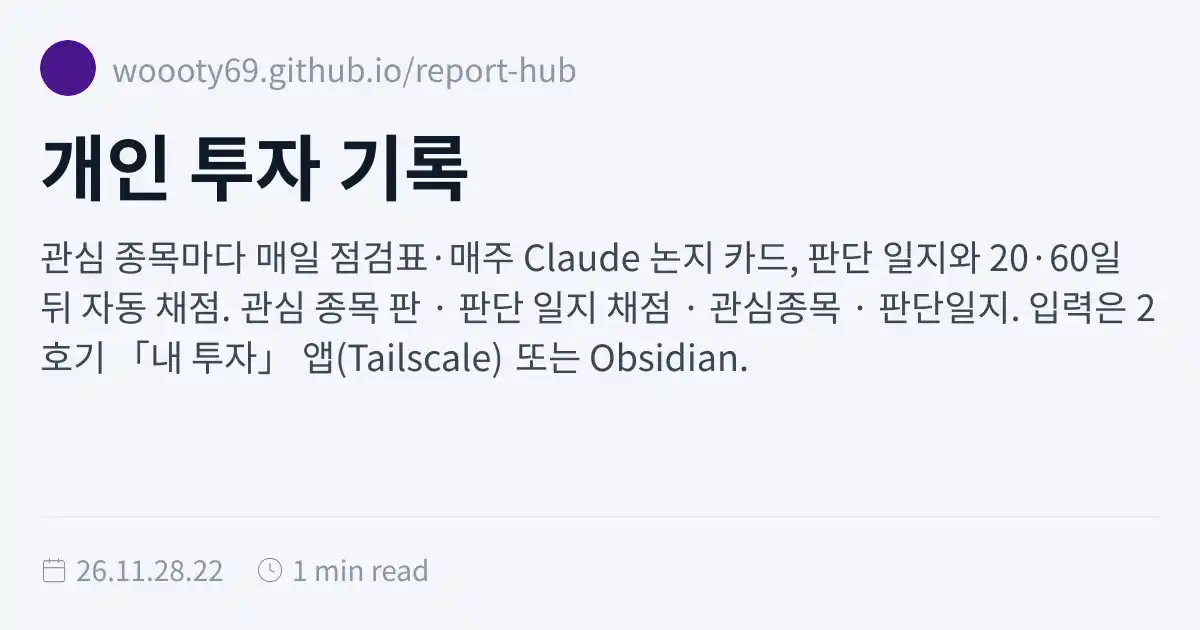 woooty69.github.io/report-hub
개인 투자 기록
관심 종목마다 매일 점검표·매주 Claude 논지 카드, 판단 일지와 20·60일
뒤 자동 채점. 관심 종목 판 · 판단 일지 채점 · 관심종목 · 판단일지. 입력은 2
호기 「내 투자」 앱(Tailscale) 또는 Obsidian.
26.11.28.22
1 min read